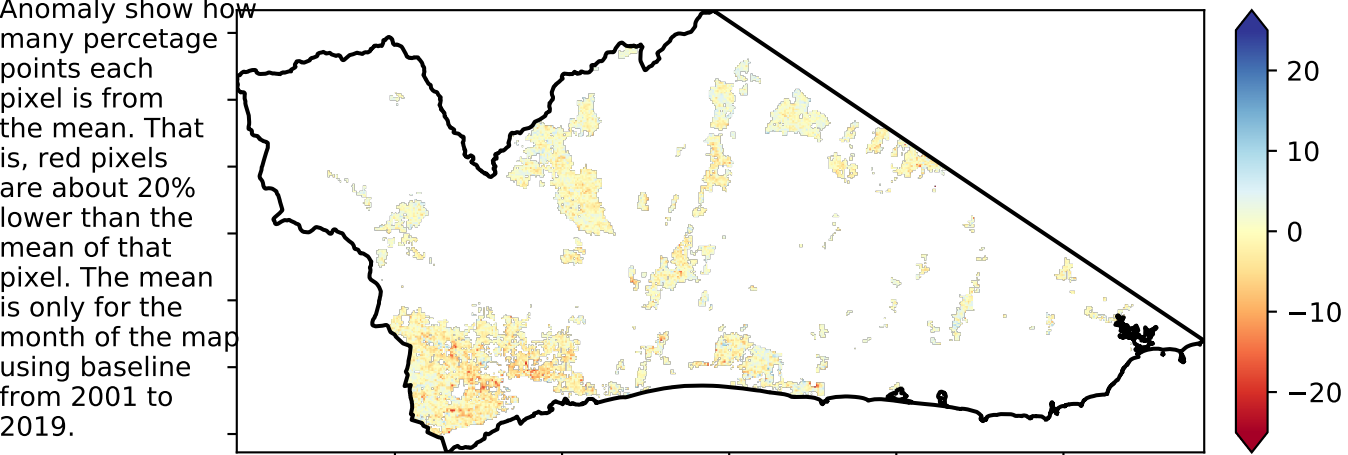 Anomaly show how
many percetage
points each
pixel is from
the mean. That
is, red pixels
are about 20%
lower than the
mean of that
pixel. The mean
is only for the
month of the map
using baseline
from 2001 to
2019.
20
10
0
−10
−20